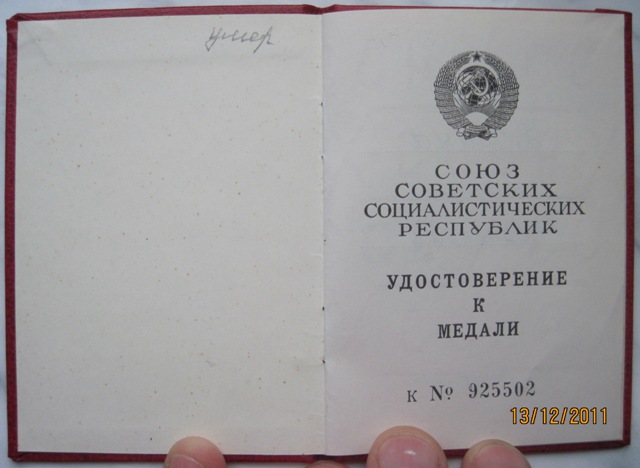 умер
СОЮЗ
СОВЕТСКИХ
СОЦИАЛИСТИЧЕСКИХ
РЕСПУБЛИК
УДОСТОВЕРЕНИЕ
К
МЕДАЛИ
К № 925502
13/12/2011